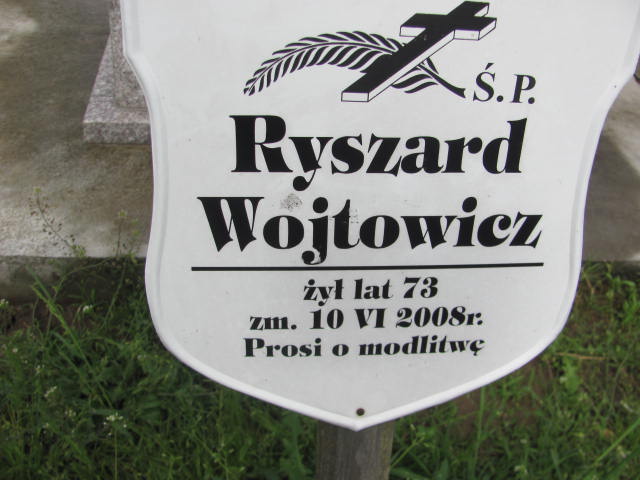 Ś.P.
Ryszard
Wojtowicz
żył lat 73
zm. 10 VI 2008r.
Prosi o modlitwę